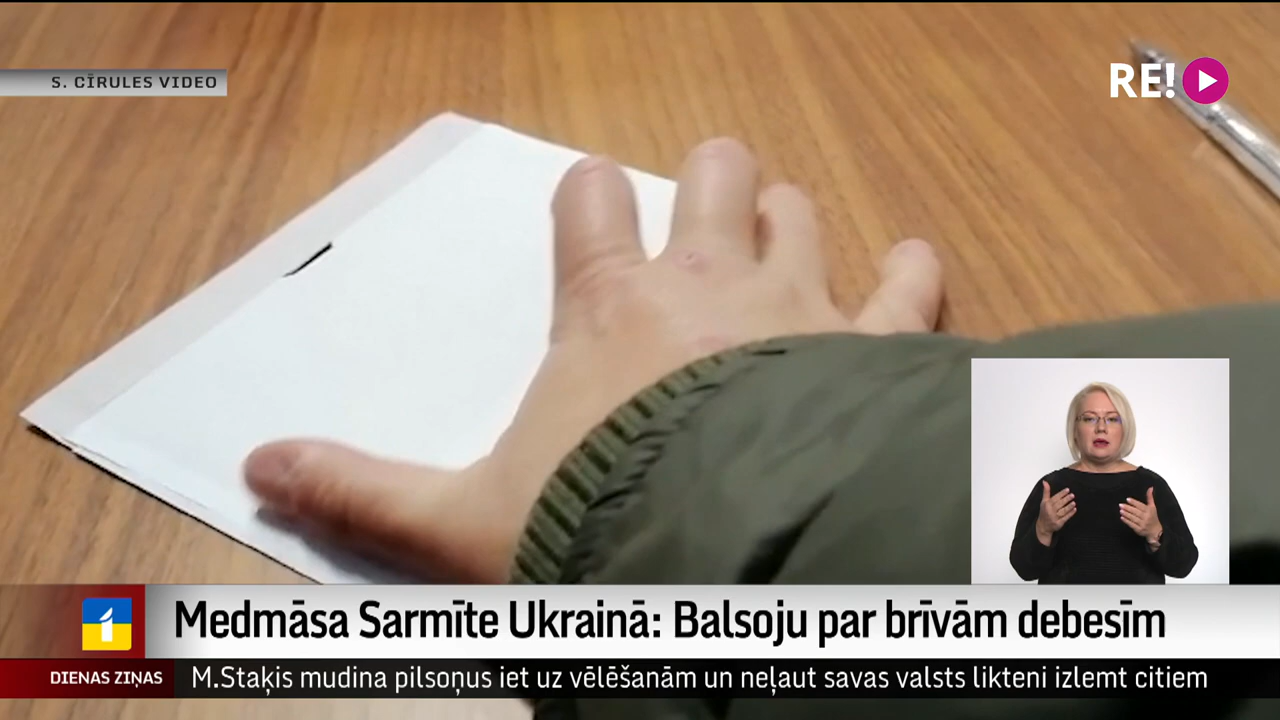 S. CĪRULES VIDEO
RE!
1
Medmāsa Sarmīte Ukrainā: Balsoju par brīvām debesīm
DIENAS ZIŅAS
M.Staķis mudina pilsoņus iet uz vēlēšanām un neļaut savas valsts likteni izlemt citiem